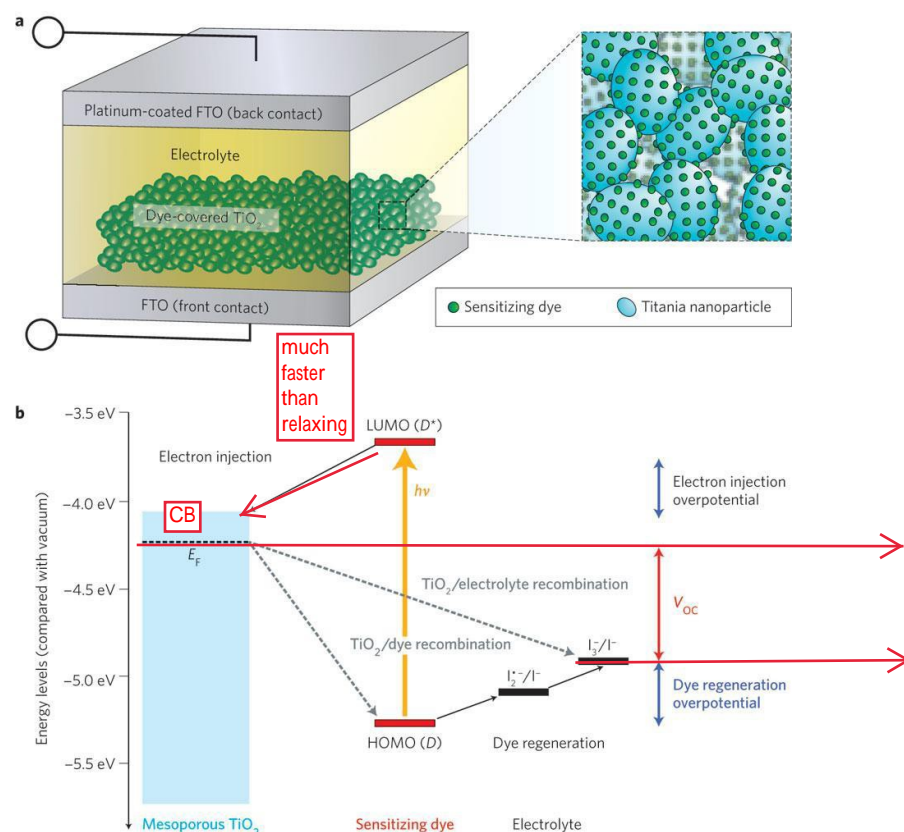 a
Platinum-coated FTO (back contact)
Electrolyte
Dye-covered TiO₂
FTO (front contact)
Sensitizing dye
Titania nanoparticle
much
faster
than
relaxing
b
−3.5 eV
−4.0 eV
−4.5 eV
−5.0 eV
−5.5 eV
Energy levels (compared with vacuum)
Electron injection
LUMO (D*)
hν
Electron injection
overpotential
CB
E_F
TiO₂/electrolyte recombination
V_OC
TiO₂/dye recombination
I₃⁻/I⁻
I₂•⁻/I⁻
Dye regeneration
overpotential
HOMO (D)
Dye regeneration
Mesoporous TiO₂
Sensitizing dye
Electrolyte